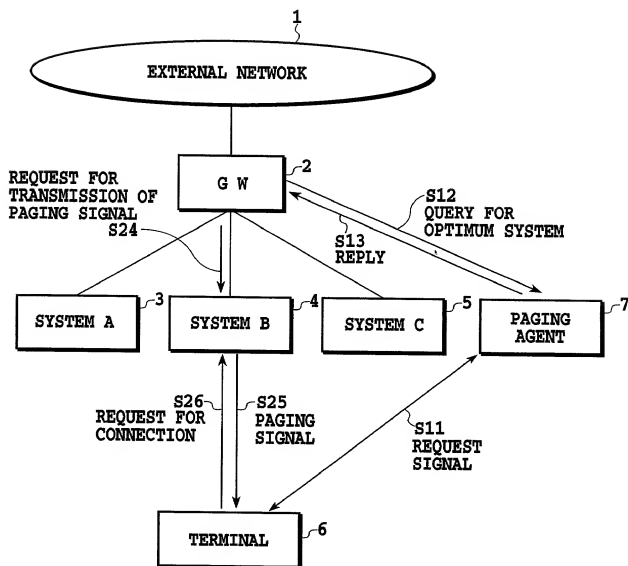 1
EXTERNAL NETWORK
2
G W
REQUEST FOR
TRANSMISSION OF
PAGING SIGNAL
S24
S12
QUERY FOR
OPTIMUM SYSTEM
S13
REPLY
3
SYSTEM A
4
SYSTEM B
5
SYSTEM C
7
PAGING
AGENT
S26
REQUEST FOR
CONNECTION
S25
PAGING
SIGNAL
S11
REQUEST
SIGNAL
TERMINAL
6